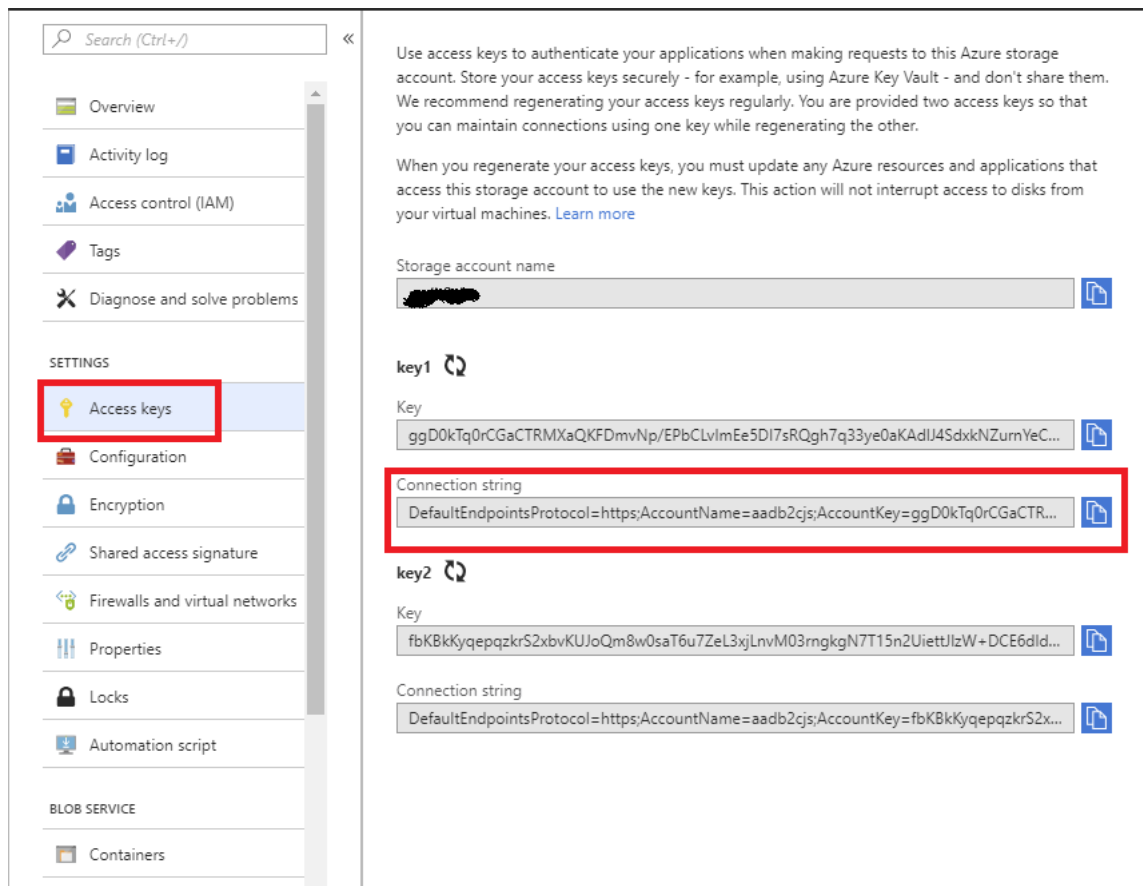 Search (Ctrl+/)
Overview
Activity log
Access control (IAM)
Tags
Diagnose and solve problems
SETTINGS
Access keys
Configuration
Encryption
Shared access signature
Firewalls and virtual networks
Properties
Locks
Automation script
BLOB SERVICE
Containers
Use access keys to authenticate your applications when making requests to this Azure storage
account. Store your access keys securely - for example, using Azure Key Vault - and don't share them.
We recommend regenerating your access keys regularly. You are provided two access keys so that
you can maintain connections using one key while regenerating the other.
When you regenerate your access keys, you must update any Azure resources and applications that
access this storage account to use the new keys. This action will not interrupt access to disks from
your virtual machines. Learn more
Storage account name
key1
Key
Connection string
DefaultEndpointsProtocol=https;AccountName=aadb2cjs;AccountKey=ggD0kTq0rCGaCTR...
key2
Key
Connection string
DefaultEndpointsProtocol=https;AccountName=aadb2cjs;AccountKey=fbKBkKyqepqzkrS2x...